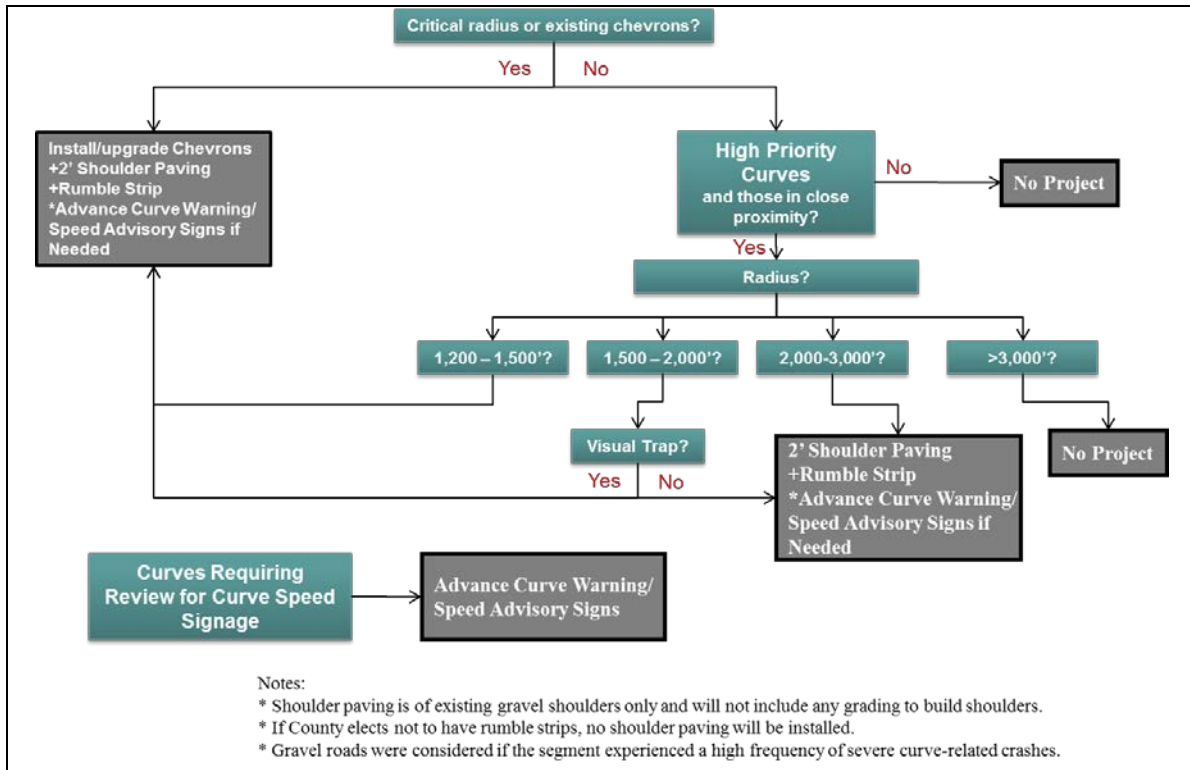 Critical radius or existing chevrons?
Yes
No
Install/upgrade Chevrons
+2' Shoulder Paving
+Rumble Strip
*Advance Curve Warning/
Speed Advisory Signs if
Needed
High Priority
Curves
and those in close
proximity?
No
No Project
Yes
Radius?
1,200 – 1,500'?
1,500 – 2,000'?
2,000-3,000'?
>3,000'?
Visual Trap?
Yes
No
2' Shoulder Paving
+Rumble Strip
*Advance Curve Warning/
Speed Advisory Signs if
Needed
No Project
Curves Requiring
Review for Curve Speed
Signage
Advance Curve Warning/
Speed Advisory Signs
Notes:
* Shoulder paving is of existing gravel shoulders only and will not include any grading to build shoulders.
* If County elects not to have rumble strips, no shoulder paving will be installed.
* Gravel roads were considered if the segment experienced a high frequency of severe curve-related crashes.